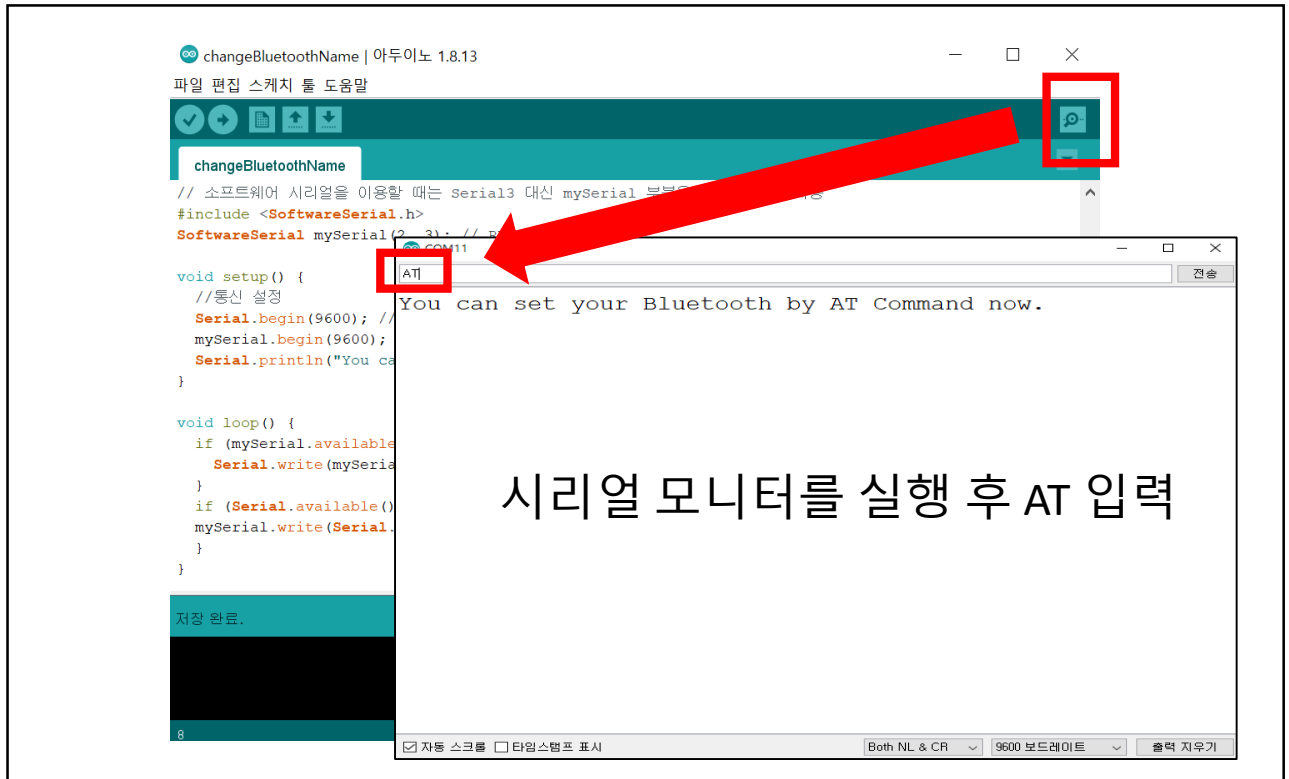 changeBluetoothName | 아두이노 1.8.13
파일 편집 스케치 툴 도움말
changeBluetoothName
// 소프트웨어 시리얼을 이용할 때는 Serial3 대신 mySerial
#include <SoftwareSerial.h>
SoftwareSerial mySerial(2, 3); //
void setup() {
//통신 설정
Serial.begin(9600); //
mySerial.begin(9600);
Serial.println("You ca
}
void loop() {
if (mySerial.available
Serial.write(mySeria
}
if (Serial.available()
mySerial.write(Serial.
}
}
저장 완료.
8
COM11
AT
전송
You can set your Bluetooth by AT Command now.
시리얼 모니터를 실행 후 AT 입력
자동 스크롤 타임스탬프 표시
Both NL & CR
9600 보드레이트
출력 지우기